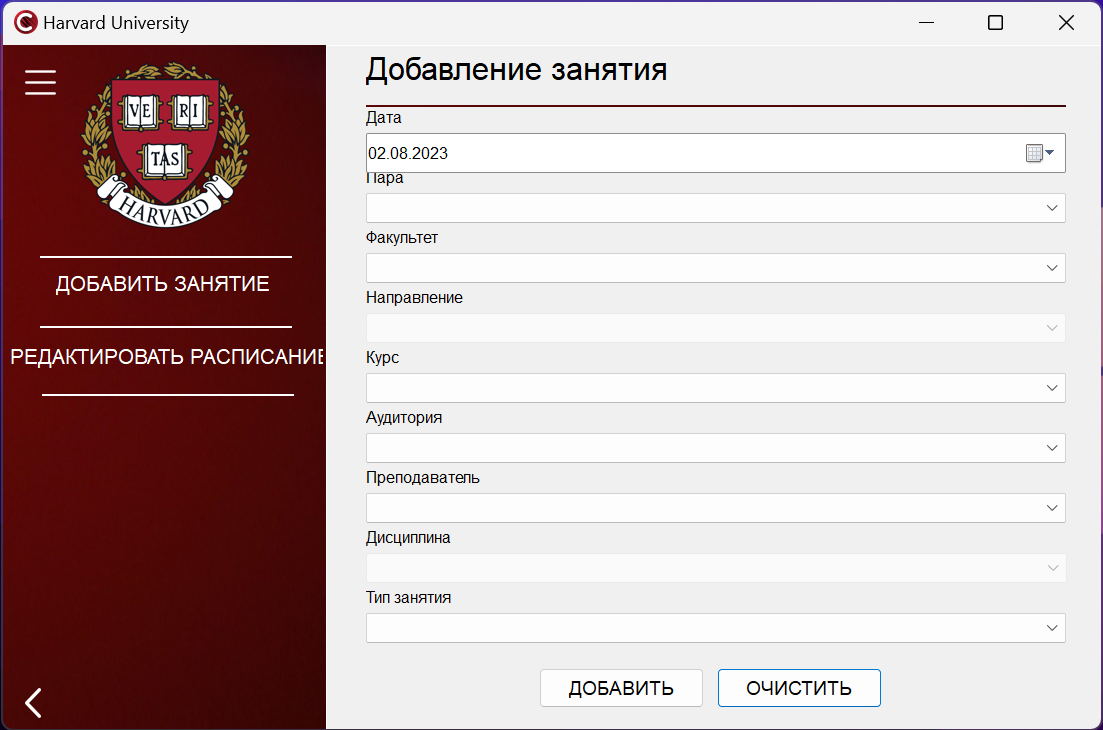 Harvard University
VE RI
TAS
HARVARD
ДОБАВИТЬ ЗАНЯТИЕ
РЕДАКТИРОВАТЬ РАСПИСАНИЕ
Добавление занятия
Дата
02.08.2023
Пара
Факультет
Направление
Курс
Аудитория
Преподаватель
Дисциплина
Тип занятия
ДОБАВИТЬ
ОЧИСТИТЬ